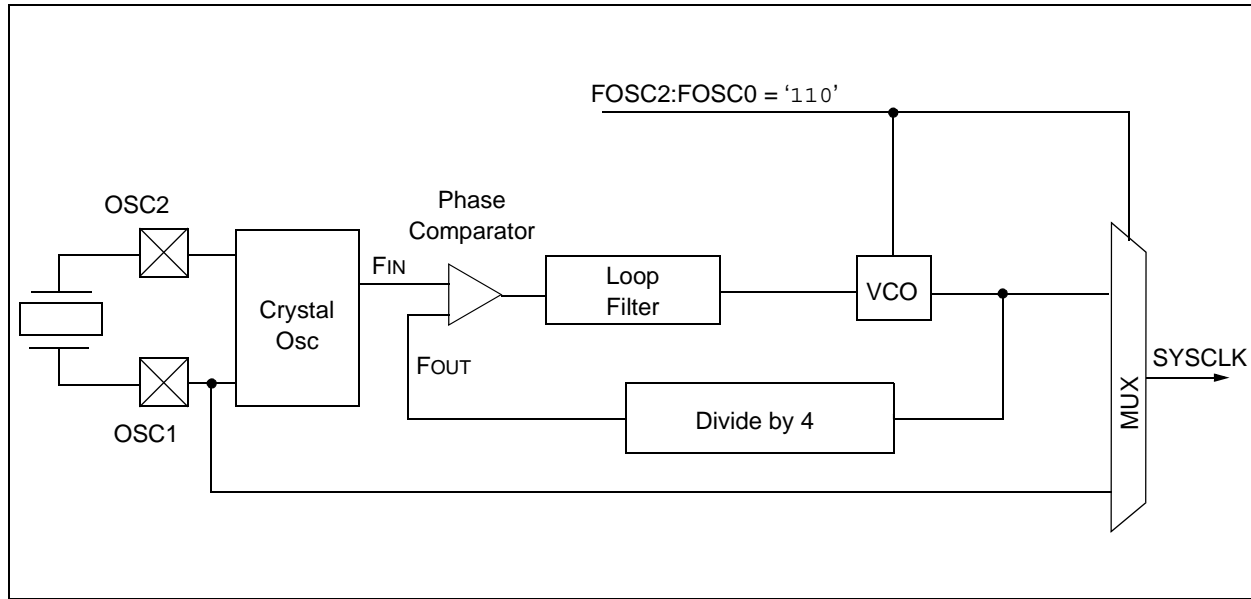 FOSC2:FOSC0 = ‘110’
OSC2
Phase
Comparator
FIN
Loop
Filter
VCO
Crystal
Osc
FOUT
SYSCLK
OSC1
Divide by 4
MUX